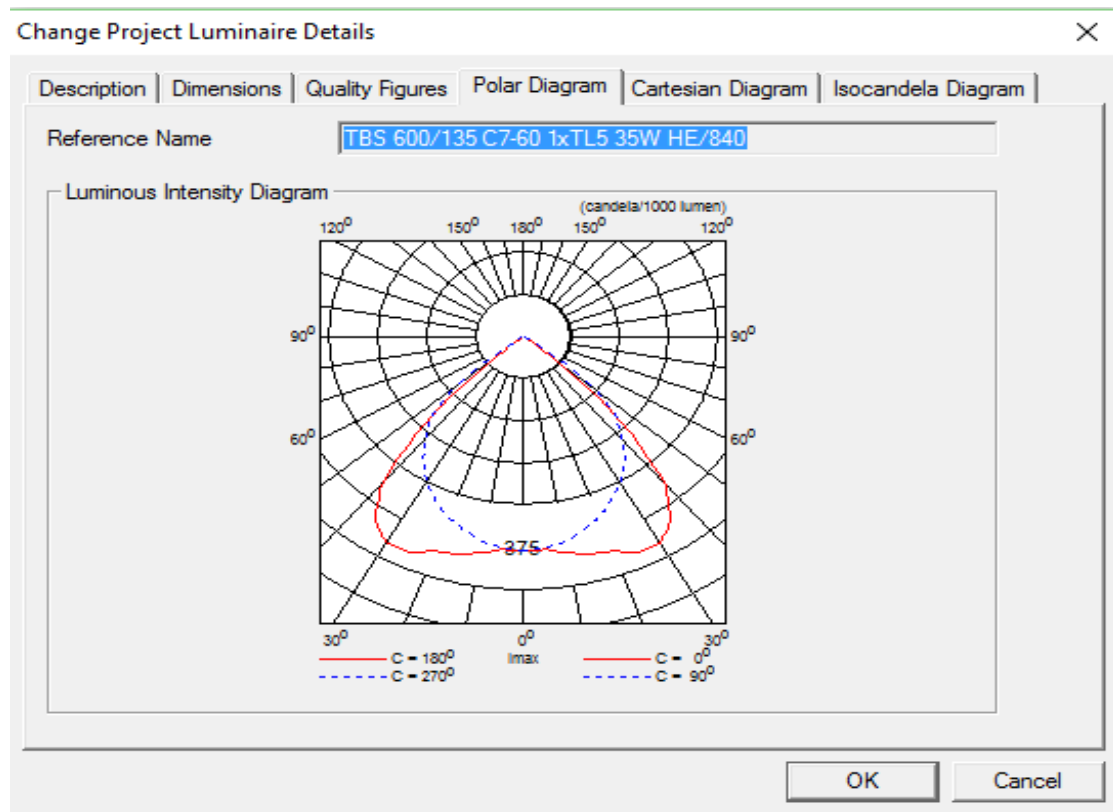 Change Project Luminaire Details
Description Dimensions Quality Figures Polar Diagram Cartesian Diagram Isocandela Diagram
Reference Name TBS 600/135 C7-60 1xTL5 35W HE/840
Luminous Intensity Diagram
(candela/1000 lumen)
120⁰ 150⁰ 180⁰ 150⁰ 120⁰
90⁰ 90⁰
60⁰ 60⁰
375
30⁰ 0⁰ 30⁰
C = 180⁰ Imax C = 0⁰
C = 270⁰ C = 90⁰
OK Cancel